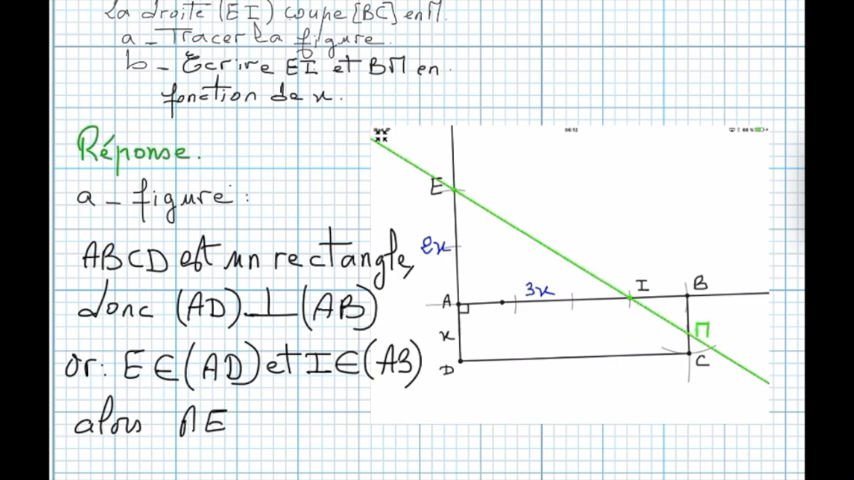 La droite (EI) coupe [BC] en M.
a - Tracer la figure
b - Ecrire EI et BM en
fonction de x.
Réponse.
a - figure :
ABCD est un rectangle,
donc (AD)⊥(AB)
or: E∈(AD) et I∈(AB)
alors AE
E
2x
A
3x
I
B
x
M
D
C